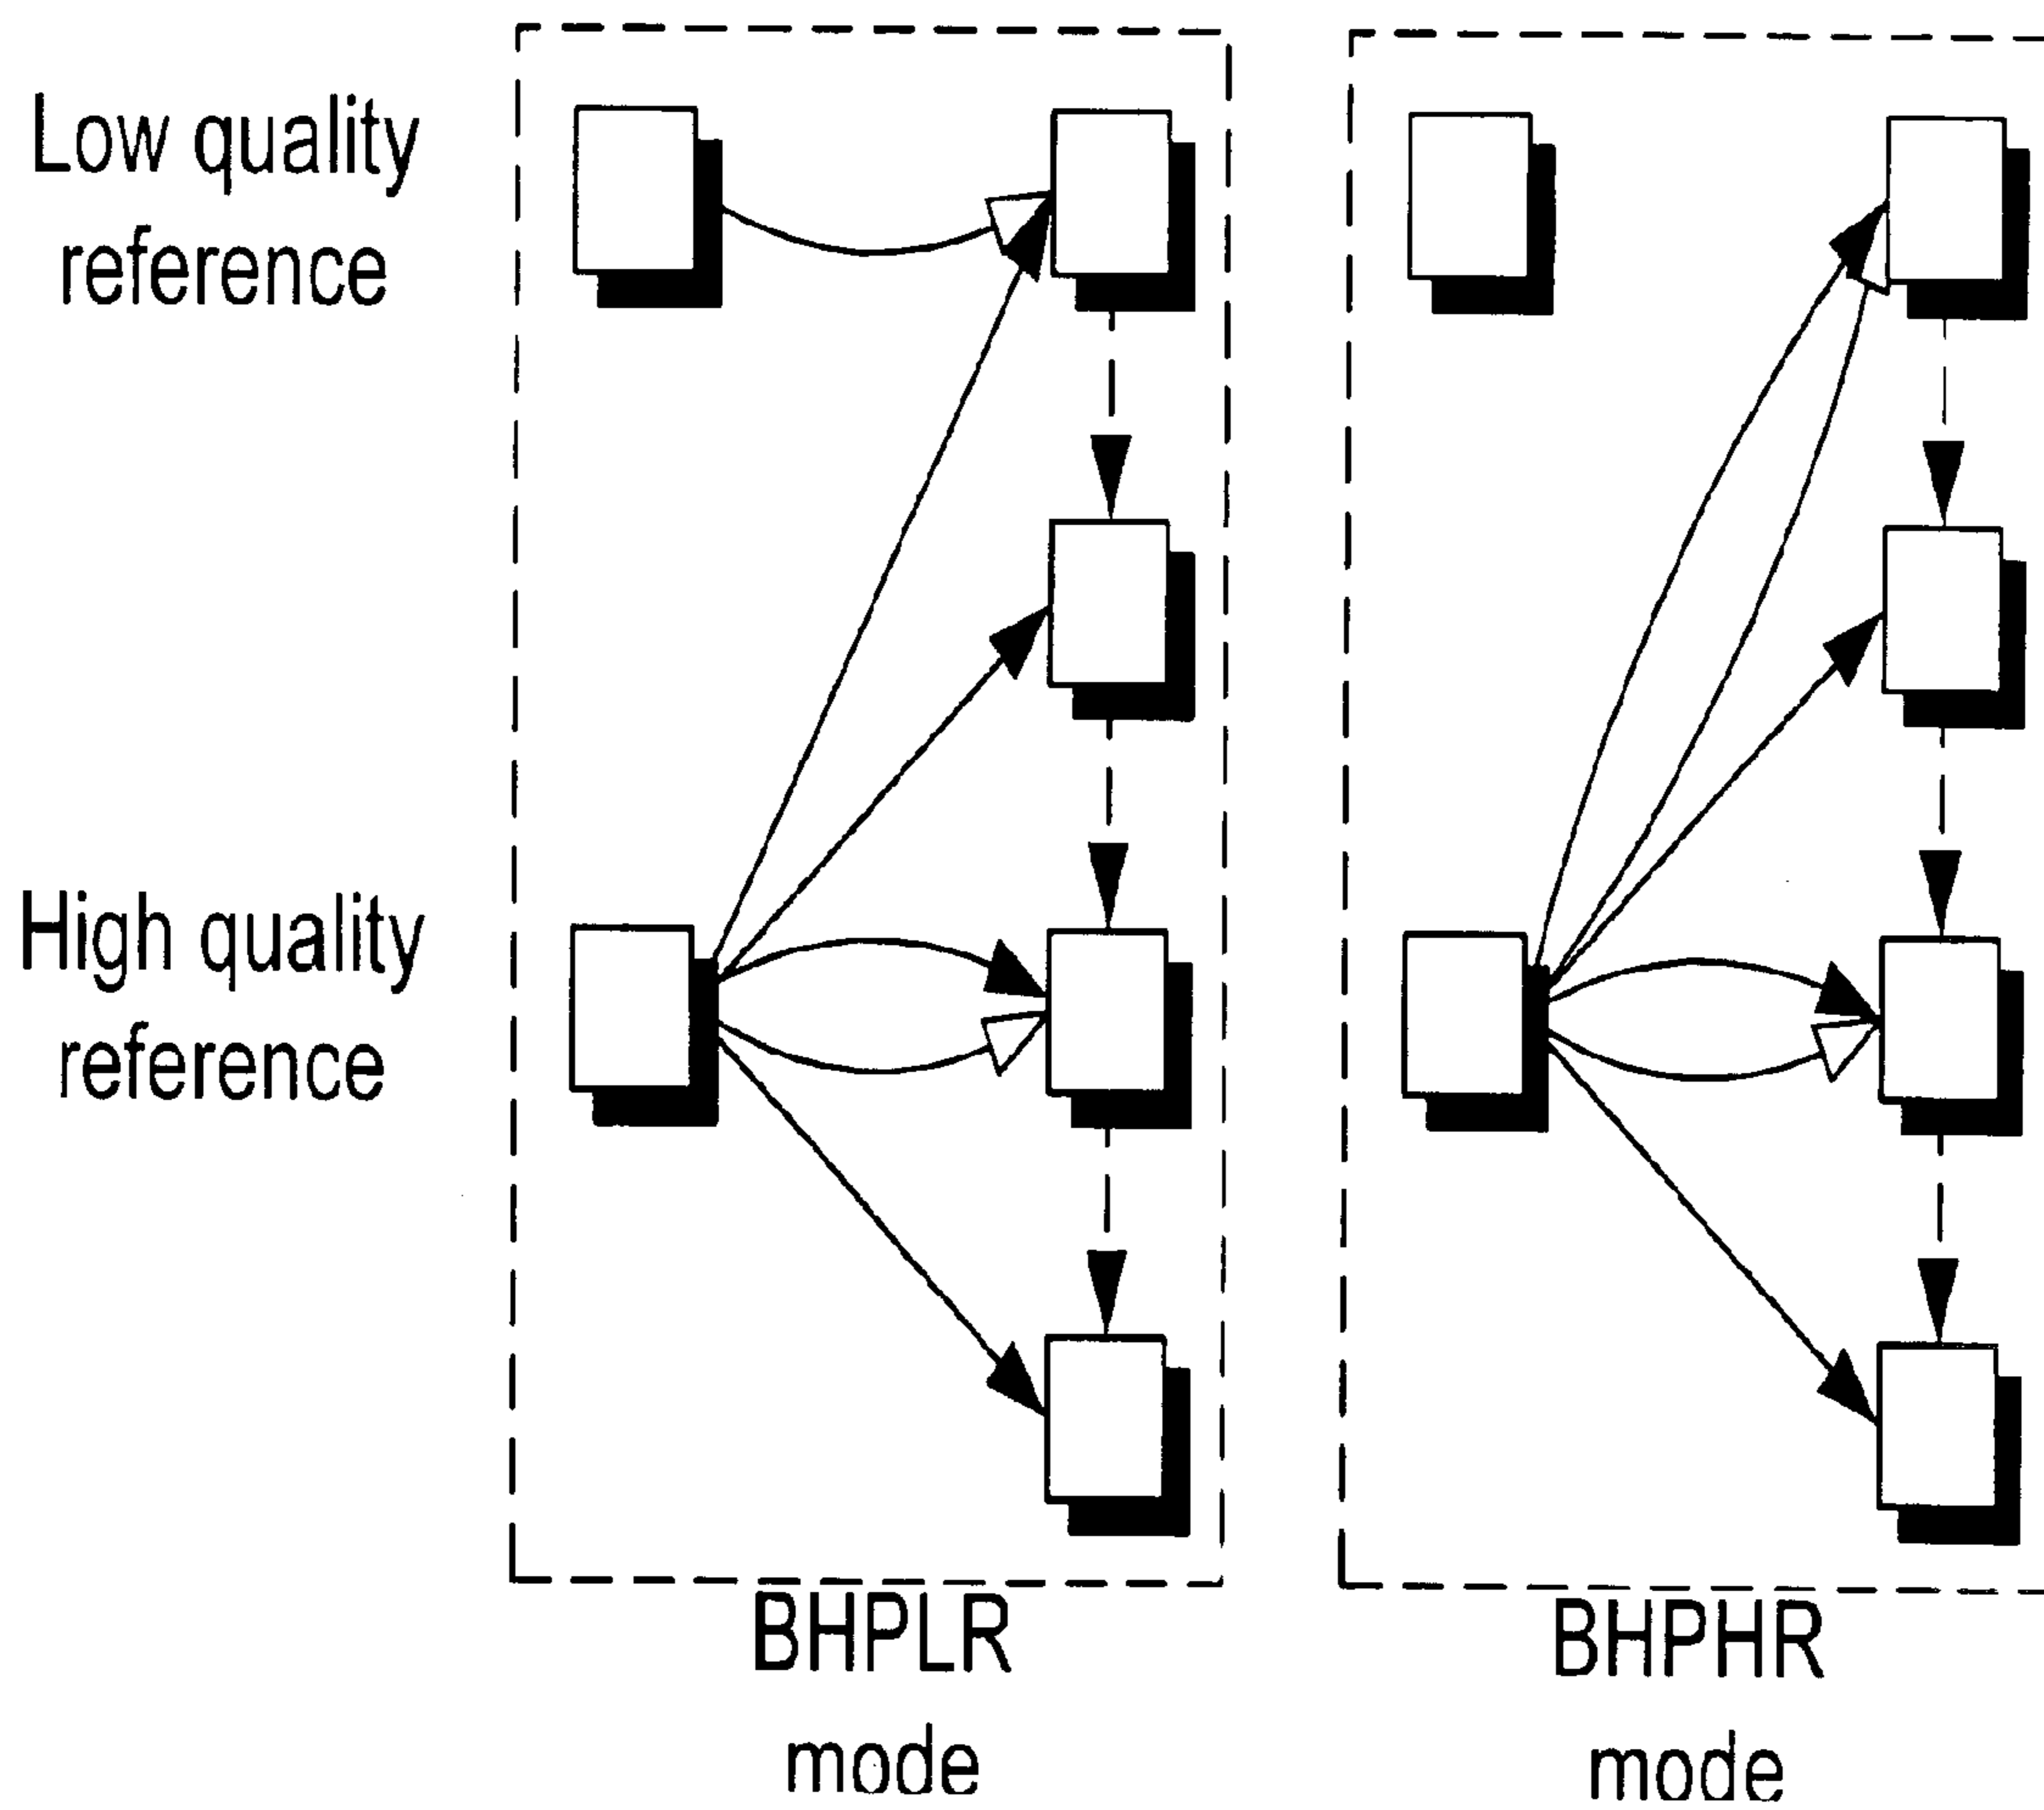 Low quality
reference
High quality
reference
BHPLR
mode
BHPHR
mode